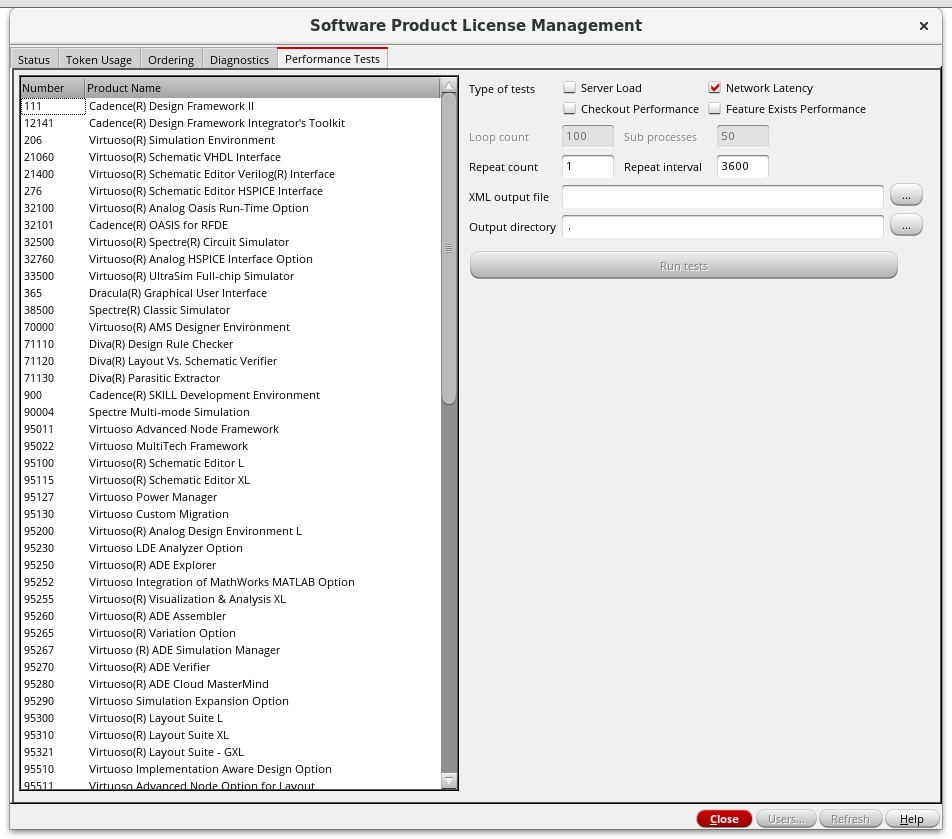 Software Product License Management
Status Token Usage Ordering Diagnostics Performance Tests
Number Product Name
111 Cadence(R) Design Framework II
12141 Cadence(R) Design Framework Integrator's Toolkit
206 Virtuoso(R) Simulation Environment
21060 Virtuoso(R) Schematic VHDL Interface
21400 Virtuoso(R) Schematic Editor Verilog(R) Interface
276 Virtuoso(R) Schematic Editor HSPICE Interface
32100 Virtuoso(R) Analog Oasis Run-Time Option
32101 Cadence(R) OASIS for RFDE
32500 Virtuoso(R) Spectre(R) Circuit Simulator
32760 Virtuoso(R) Analog HSPICE Interface Option
33500 Virtuoso(R) UltraSim Full-chip Simulator
365 Dracula(R) Graphical User Interface
38500 Spectre(R) Classic Simulator
70000 Virtuoso(R) AMS Designer Environment
71110 Diva(R) Design Rule Checker
71120 Diva(R) Layout Vs. Schematic Verifier
71130 Diva(R) Parasitic Extractor
900 Cadence(R) SKILL Development Environment
90004 Spectre Multi-mode Simulation
95011 Virtuoso Advanced Node Framework
95022 Virtuoso MultiTech Framework
95100 Virtuoso(R) Schematic Editor L
95115 Virtuoso(R) Schematic Editor XL
95127 Virtuoso Power Manager
95130 Virtuoso Custom Migration
95200 Virtuoso(R) Analog Design Environment L
95230 Virtuoso LDE Analyzer Option
95250 Virtuoso(R) ADE Explorer
95252 Virtuoso Integration of MathWorks MATLAB Option
95255 Virtuoso(R) Visualization & Analysis XL
95260 Virtuoso(R) ADE Assembler
95265 Virtuoso(R) Variation Option
95267 Virtuoso (R) ADE Simulation Manager
95270 Virtuoso(R) ADE Verifier
95280 Virtuoso(R) ADE Cloud MasterMind
95290 Virtuoso Simulation Expansion Option
95300 Virtuoso(R) Layout Suite L
95310 Virtuoso(R) Layout Suite XL
95321 Virtuoso(R) Layout Suite - GXL
95510 Virtuoso Implementation Aware Design Option
95511 Virtuoso Advanced Node Option for Layout
Type of tests Server Load Network Latency
Checkout Performance Feature Exists Performance
Loop count 100 Sub processes 50
Repeat count 1 Repeat interval 3600
XML output file ...
Output directory . ...
Run tests
Close Users... Refresh Help